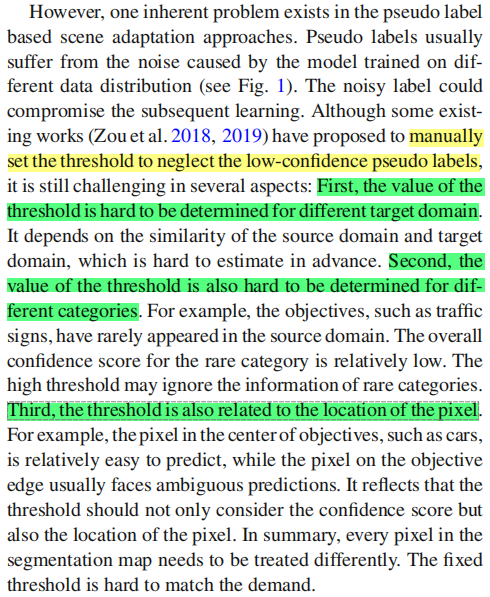 However, one inherent problem exists in the pseudo label
based scene adaptation approaches. Pseudo labels usually
suffer from the noise caused by the model trained on dif-
ferent data distribution (see Fig. 1). The noisy label could
compromise the subsequent learning. Although some exist-
ing works (Zou et al. 2018, 2019) have proposed to manually
set the threshold to neglect the low-confidence pseudo labels,
it is still challenging in several aspects: First, the value of the
threshold is hard to be determined for different target domain.
It depends on the similarity of the source domain and target
domain, which is hard to estimate in advance. Second, the
value of the threshold is also hard to be determined for dif-
ferent categories. For example, the objectives, such as traffic
signs, have rarely appeared in the source domain. The overall
confidence score for the rare category is relatively low. The
high threshold may ignore the information of rare categories.
Third, the threshold is also related to the location of the pixel.
For example, the pixel in the center of objectives, such as cars,
is relatively easy to predict, while the pixel on the objective
edge usually faces ambiguous predictions. It reflects that the
threshold should not only consider the confidence score but
also the location of the pixel. In summary, every pixel in the
segmentation map needs to be treated differently. The fixed
threshold is hard to match the demand.